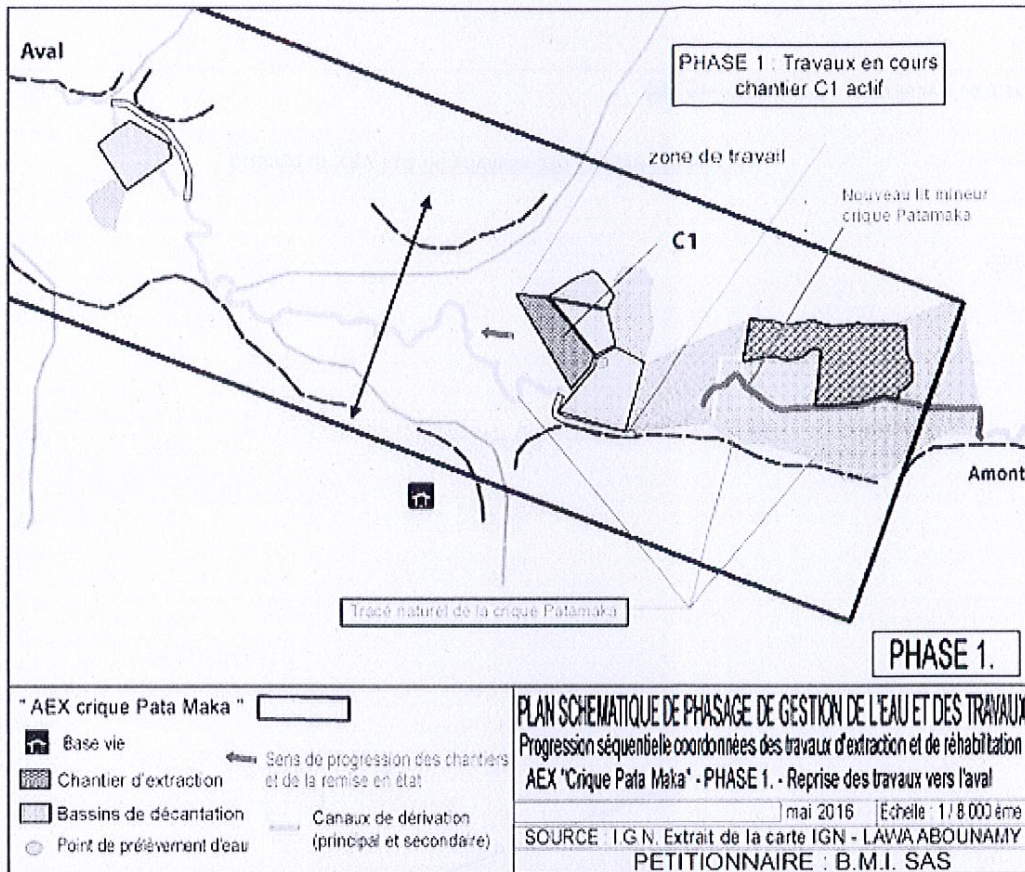 Aval
PHASE 1 : Travaux en cours
chantier C1 actif
zone de travail
Nouveau lit mineur
crique Patamaka
C1
Amont
Tracé naturel de la crique Patamaka
PHASE 1.
" AEX crique Pata Maka "
Base vie
Chantier d'extraction
Bassins de décantation
Point de prélèvement d'eau
Sens de progression des chantiers
et de la remise en état
Canaux de dérivation
(principal et secondaire)
PLAN SCHEMATIQUE DE PHASAGE DE GESTION DE L'EAU ET DES TRAVAUX
Progression séquentielle coordonnées des travaux d'extraction et de réhabilitation
AEX "Crique Pata Maka" - PHASE 1. - Reprise des travaux vers l'aval
mai 2016
Echelle : 1 / 8 000 ème
SOURCE : I.G.N. Extrait de la carte IGN - LAWA ABOUNAMY
PETITIONNAIRE : B.M.I. SAS